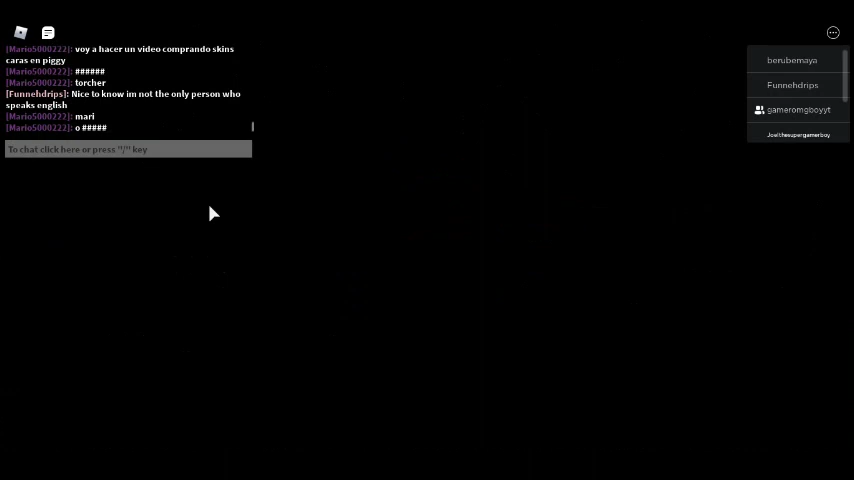 [Mario5000222]: voy a hacer un video comprando skins
caras en piggy
[Mario5000222]: ######
[Mario5000222]: torcher
[Funnehdrips]: Nice to know im not the only person who
speaks english
[Mario5000222]: mari
[Mario5000222]: o #####
To chat click here or press "/" key
berubemaya
Funnehdrips
gameromgboyyt
Joelthesupergamerboy